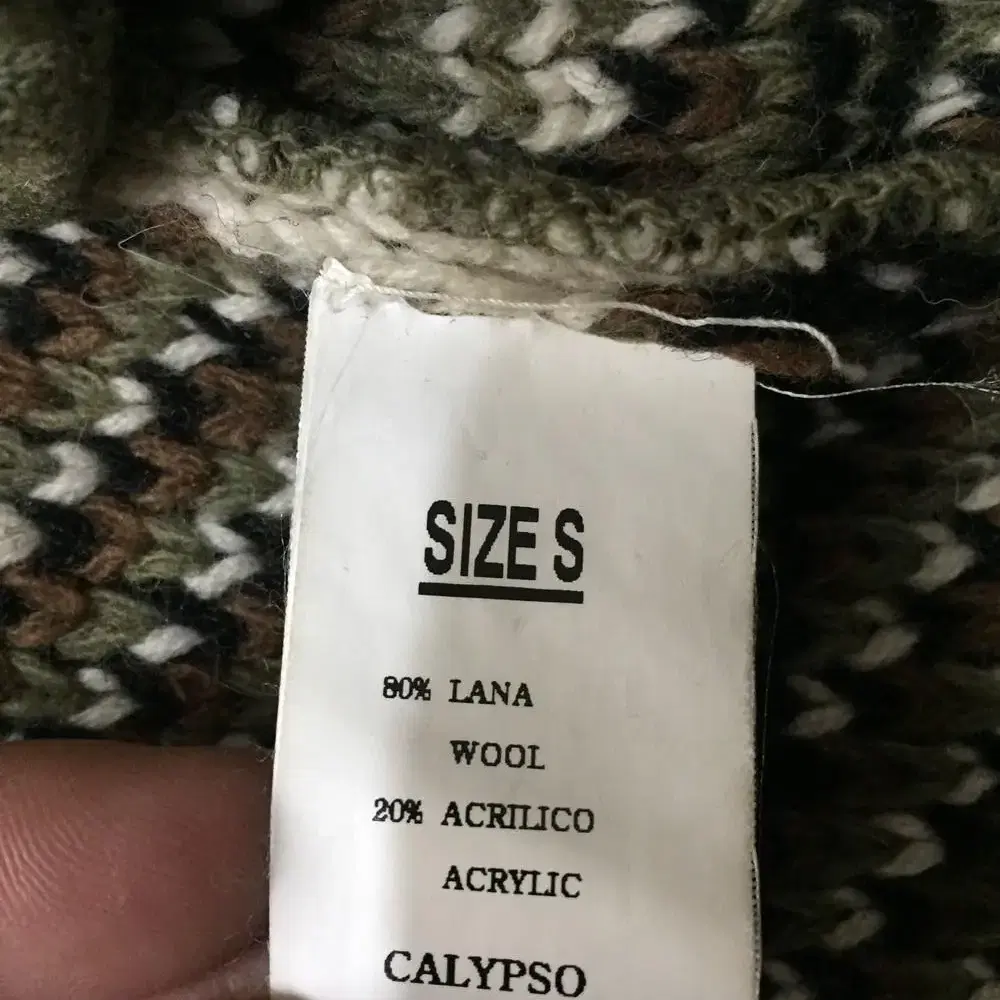 SIZE S
80% LANA
WOOL
20% ACRILICO
ACRYLIC
CALYPSO